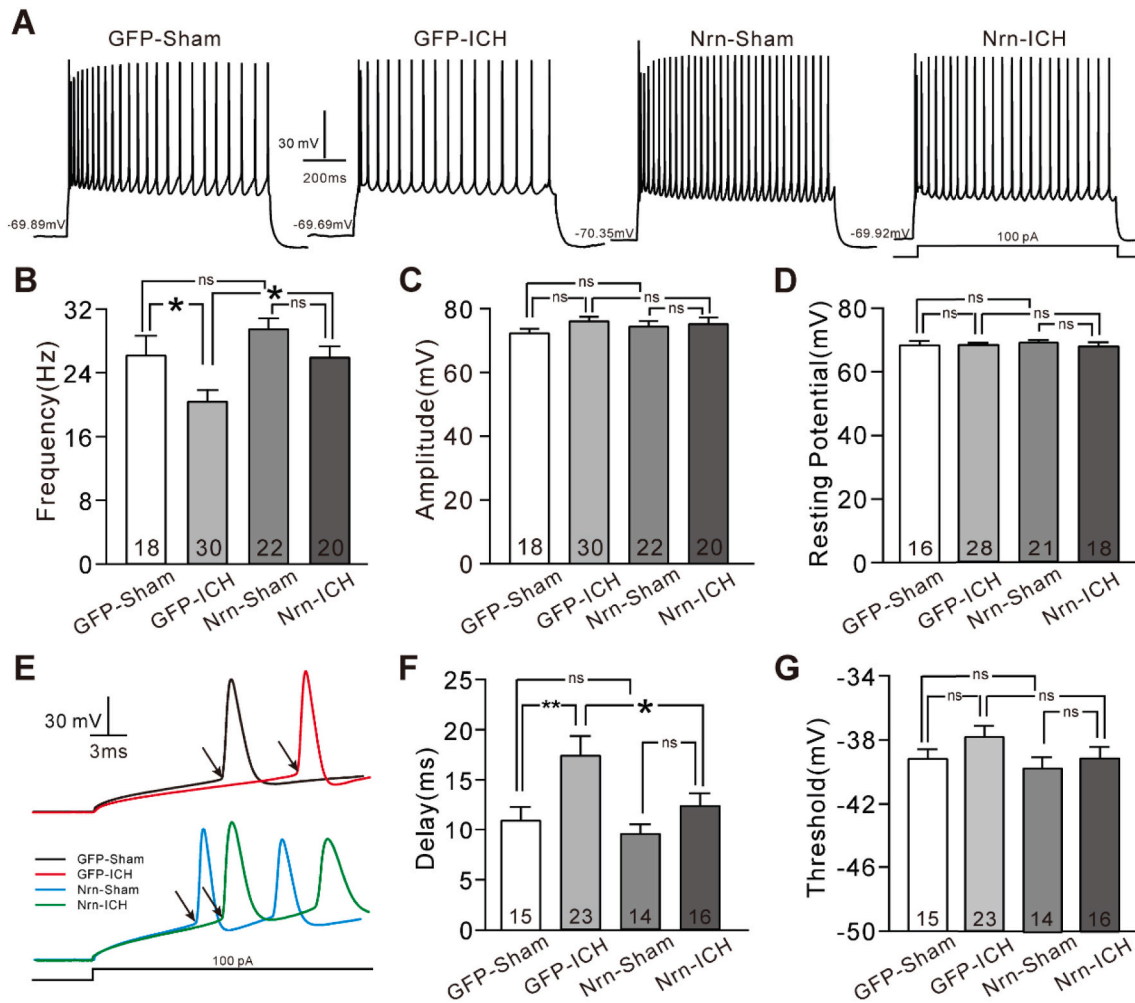 A
GFP-Sham
GFP-ICH
Nrn-Sham
Nrn-ICH
30 mV
200ms
-69.89mV
-69.69mV
-70.35mV
-69.92mV
100 pA
B
Frequency(Hz)
32
24
16
8
0
ns
*
*
ns
18
30
22
20
GFP-Sham
GFP-ICH
Nrn-Sham
Nrn-ICH
C
Amplitude(mV)
80
60
40
20
0
ns
ns
ns
ns
18
30
22
20
GFP-Sham
GFP-ICH
Nrn-Sham
Nrn-ICH
D
Resting Potential(mV)
80
60
40
20
0
ns
ns
ns
ns
16
28
21
18
GFP-Sham
GFP-ICH
Nrn-Sham
Nrn-ICH
E
30 mV
3ms
GFP-Sham
GFP-ICH
Nrn-Sham
Nrn-ICH
100 pA
F
Delay(ms)
25
20
15
10
5
0
ns
**
*
ns
15
23
14
16
GFP-Sham
GFP-ICH
Nrn-Sham
Nrn-ICH
G
Threshold(mV)
-34
-38
-42
-46
-50
ns
ns
ns
ns
15
23
14
16
GFP-Sham
GFP-ICH
Nrn-Sham
Nrn-ICH